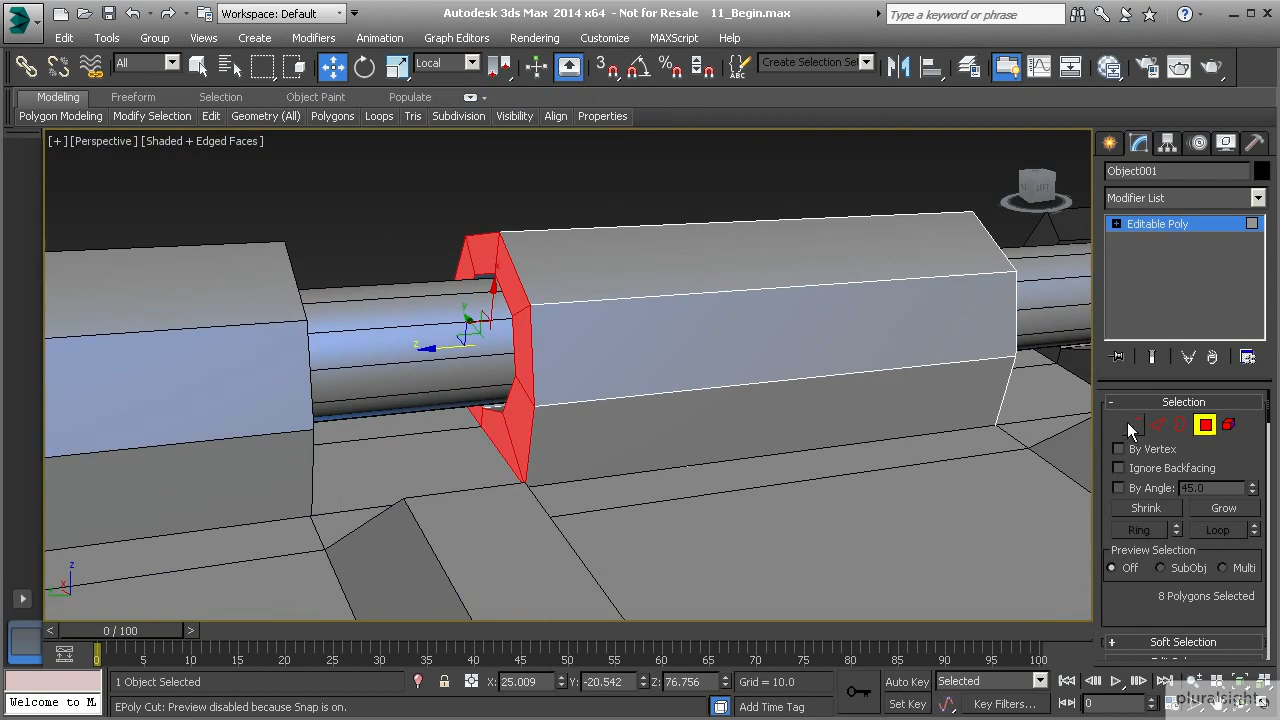 Workspace: Default
Autodesk 3ds Max 2014 x64 - Not for Resale 11_Begin.max
Type a keyword or phrase
Edit Tools Group Views Create Modifiers Animation Graph Editors Rendering Customize MAXScript Help
All
Local
3
Create Selection Se
Modeling Freeform Selection Object Paint Populate
Polygon Modeling Modify Selection Edit Geometry (All) Polygons Loops Tris Subdivision Visibility Align Properties
[+] [Perspective] [Shaded + Edged Faces]
Object001
Modifier List
Editable Poly
x
y
z
Selection
By Vertex
Ignore Backfacing
By Angle: 45.0
Shrink Grow
Ring Loop
Preview Selection
Off SubObj Multi
8 Polygons Selected
z
x
Soft Selection
0 / 100
0 5 10 15 20 25 30 35 40 45 50 55 60 65 70 75 80 85 90 95 100
1 Object Selected X: 25.009 Y: -20.542 Z: 76.756 Grid = 10.0 Auto Key Selected
Welcome to M EPoly Cut: Preview disabled because Snap is on. Add Time Tag Set Key Key Filters... 0
pluralsight